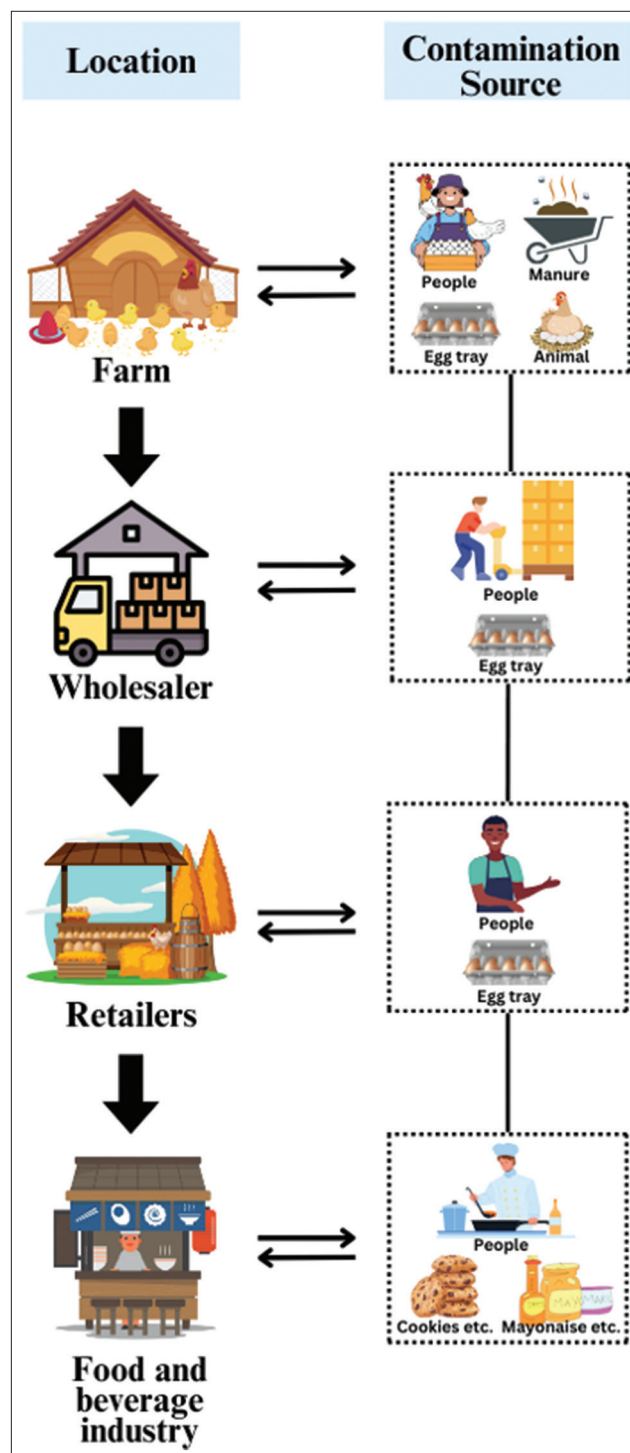 Location
Contamination
Source
People
Manure
Egg tray
Animal
Farm
People
Egg tray
Wholesaler
People
Egg tray
Retailers
People
Cookies etc.
Mayonaise etc.
Food and
beverage
industry